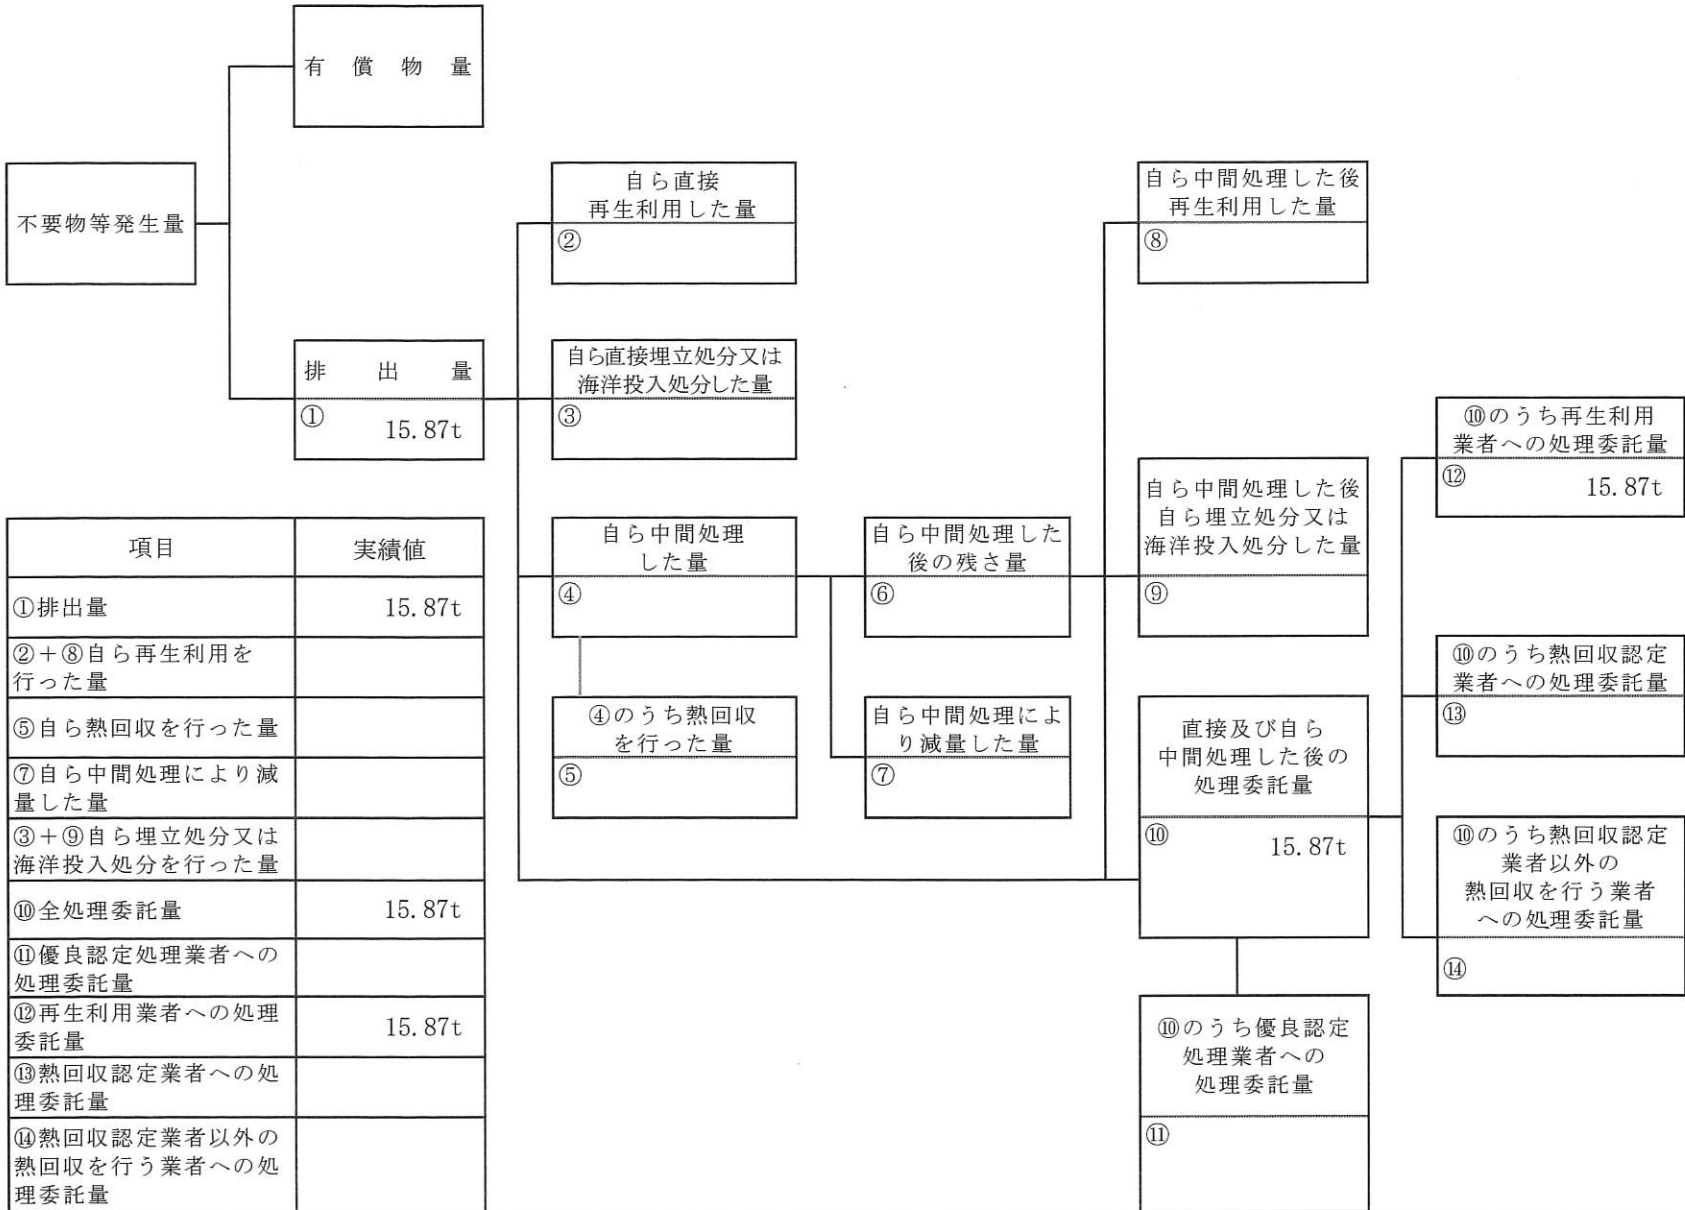 有償物量
不要物等発生量
排出量
① 15.87t
自ら直接
再生利用した量
②
自ら直接埋立処分又は
海洋投入処分した量
③
自ら中間処理
した量
④
④のうち熱回収
を行った量
⑤
自ら中間処理した
後の残さ量
⑥
自ら中間処理によ
り減量した量
⑦
自ら中間処理した後
再生利用した量
⑧
自ら中間処理した後
自ら埋立処分又は
海洋投入処分した量
⑨
直接及び自ら
中間処理した後の
処理委託量
⑩ 15.87t
⑩のうち優良認定
処理業者への
処理委託量
⑪
⑩のうち再生利用
業者への処理委託量
⑫ 15.87t
⑩のうち熱回収認定
業者への処理委託量
⑬
⑩のうち熱回収認定
業者以外の
熱回収を行う業者
への処理委託量
⑭
項目 実績値
①排出量 15.87t
②+⑧自ら再生利用を
行った量
⑤自ら熱回収を行った量
⑦自ら中間処理により減
量した量
③+⑨自ら埋立処分又は
海洋投入処分を行った量
⑩全処理委託量 15.87t
⑪優良認定処理業者への
処理委託量
⑫再生利用業者への処理
委託量 15.87t
⑬熱回収認定業者への処
理委託量
⑭熱回収認定業者以外の
熱回収を行う業者への処
理委託量